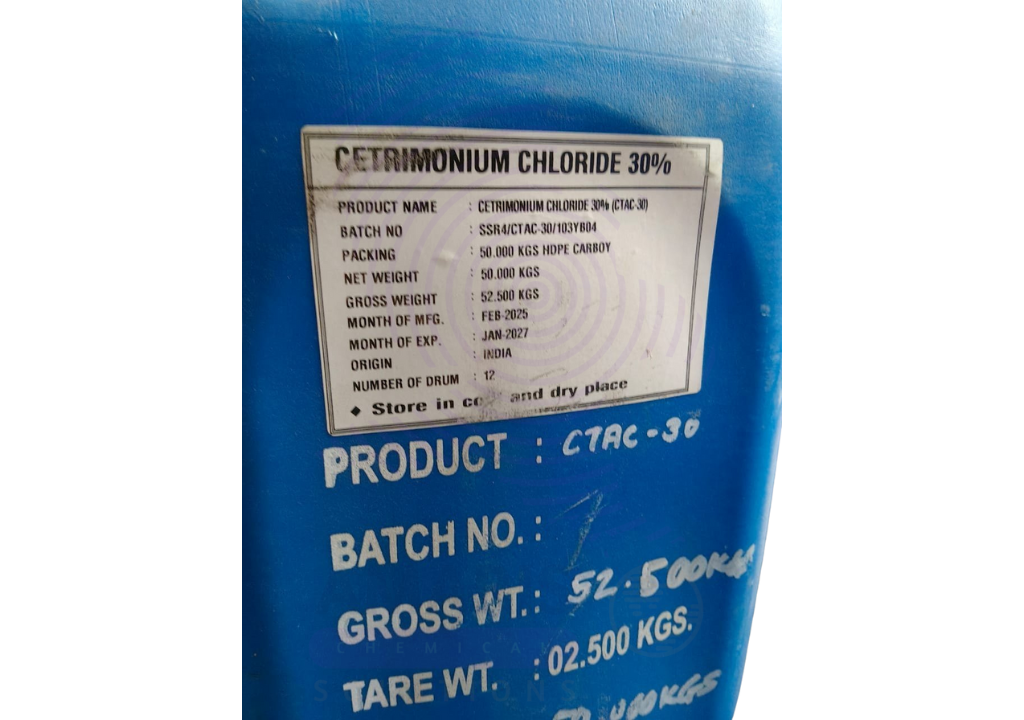 CETRIMONIUM CHLORIDE 30%
PRODUCT NAME : CETRIMONIUM CHLORIDE 30% (CTAC-30)
BATCH NO : SSR4/CTAC-30/103YB04
PACKING : 50.000 KGS HDPE CARBOY
NET WEIGHT : 50.000 KGS
GROSS WEIGHT : 52.500 KGS
MONTH OF MFG. : FEB-2025
MONTH OF EXP. : JAN-2027
ORIGIN : INDIA
NUMBER OF DRUM : 12
◆ Store in and dry place
PRODUCT : CTAC-30
BATCH NO. :
GROSS WT. : 52.500KGS
CHEMICAL
TARE WT. : 02.500 KGS.